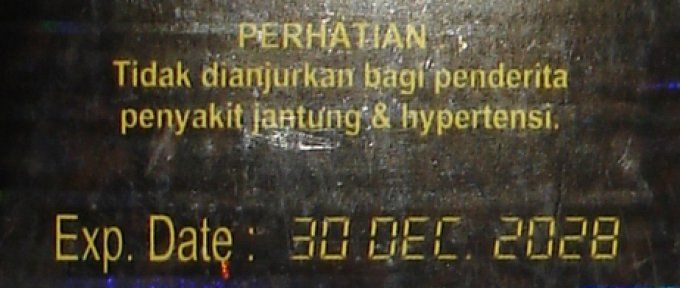 PERHATIAN :
Tidak dianjurkan bagi penderita
penyakit jantung & hypertensi.
Exp. Date : 30 DEC. 2028